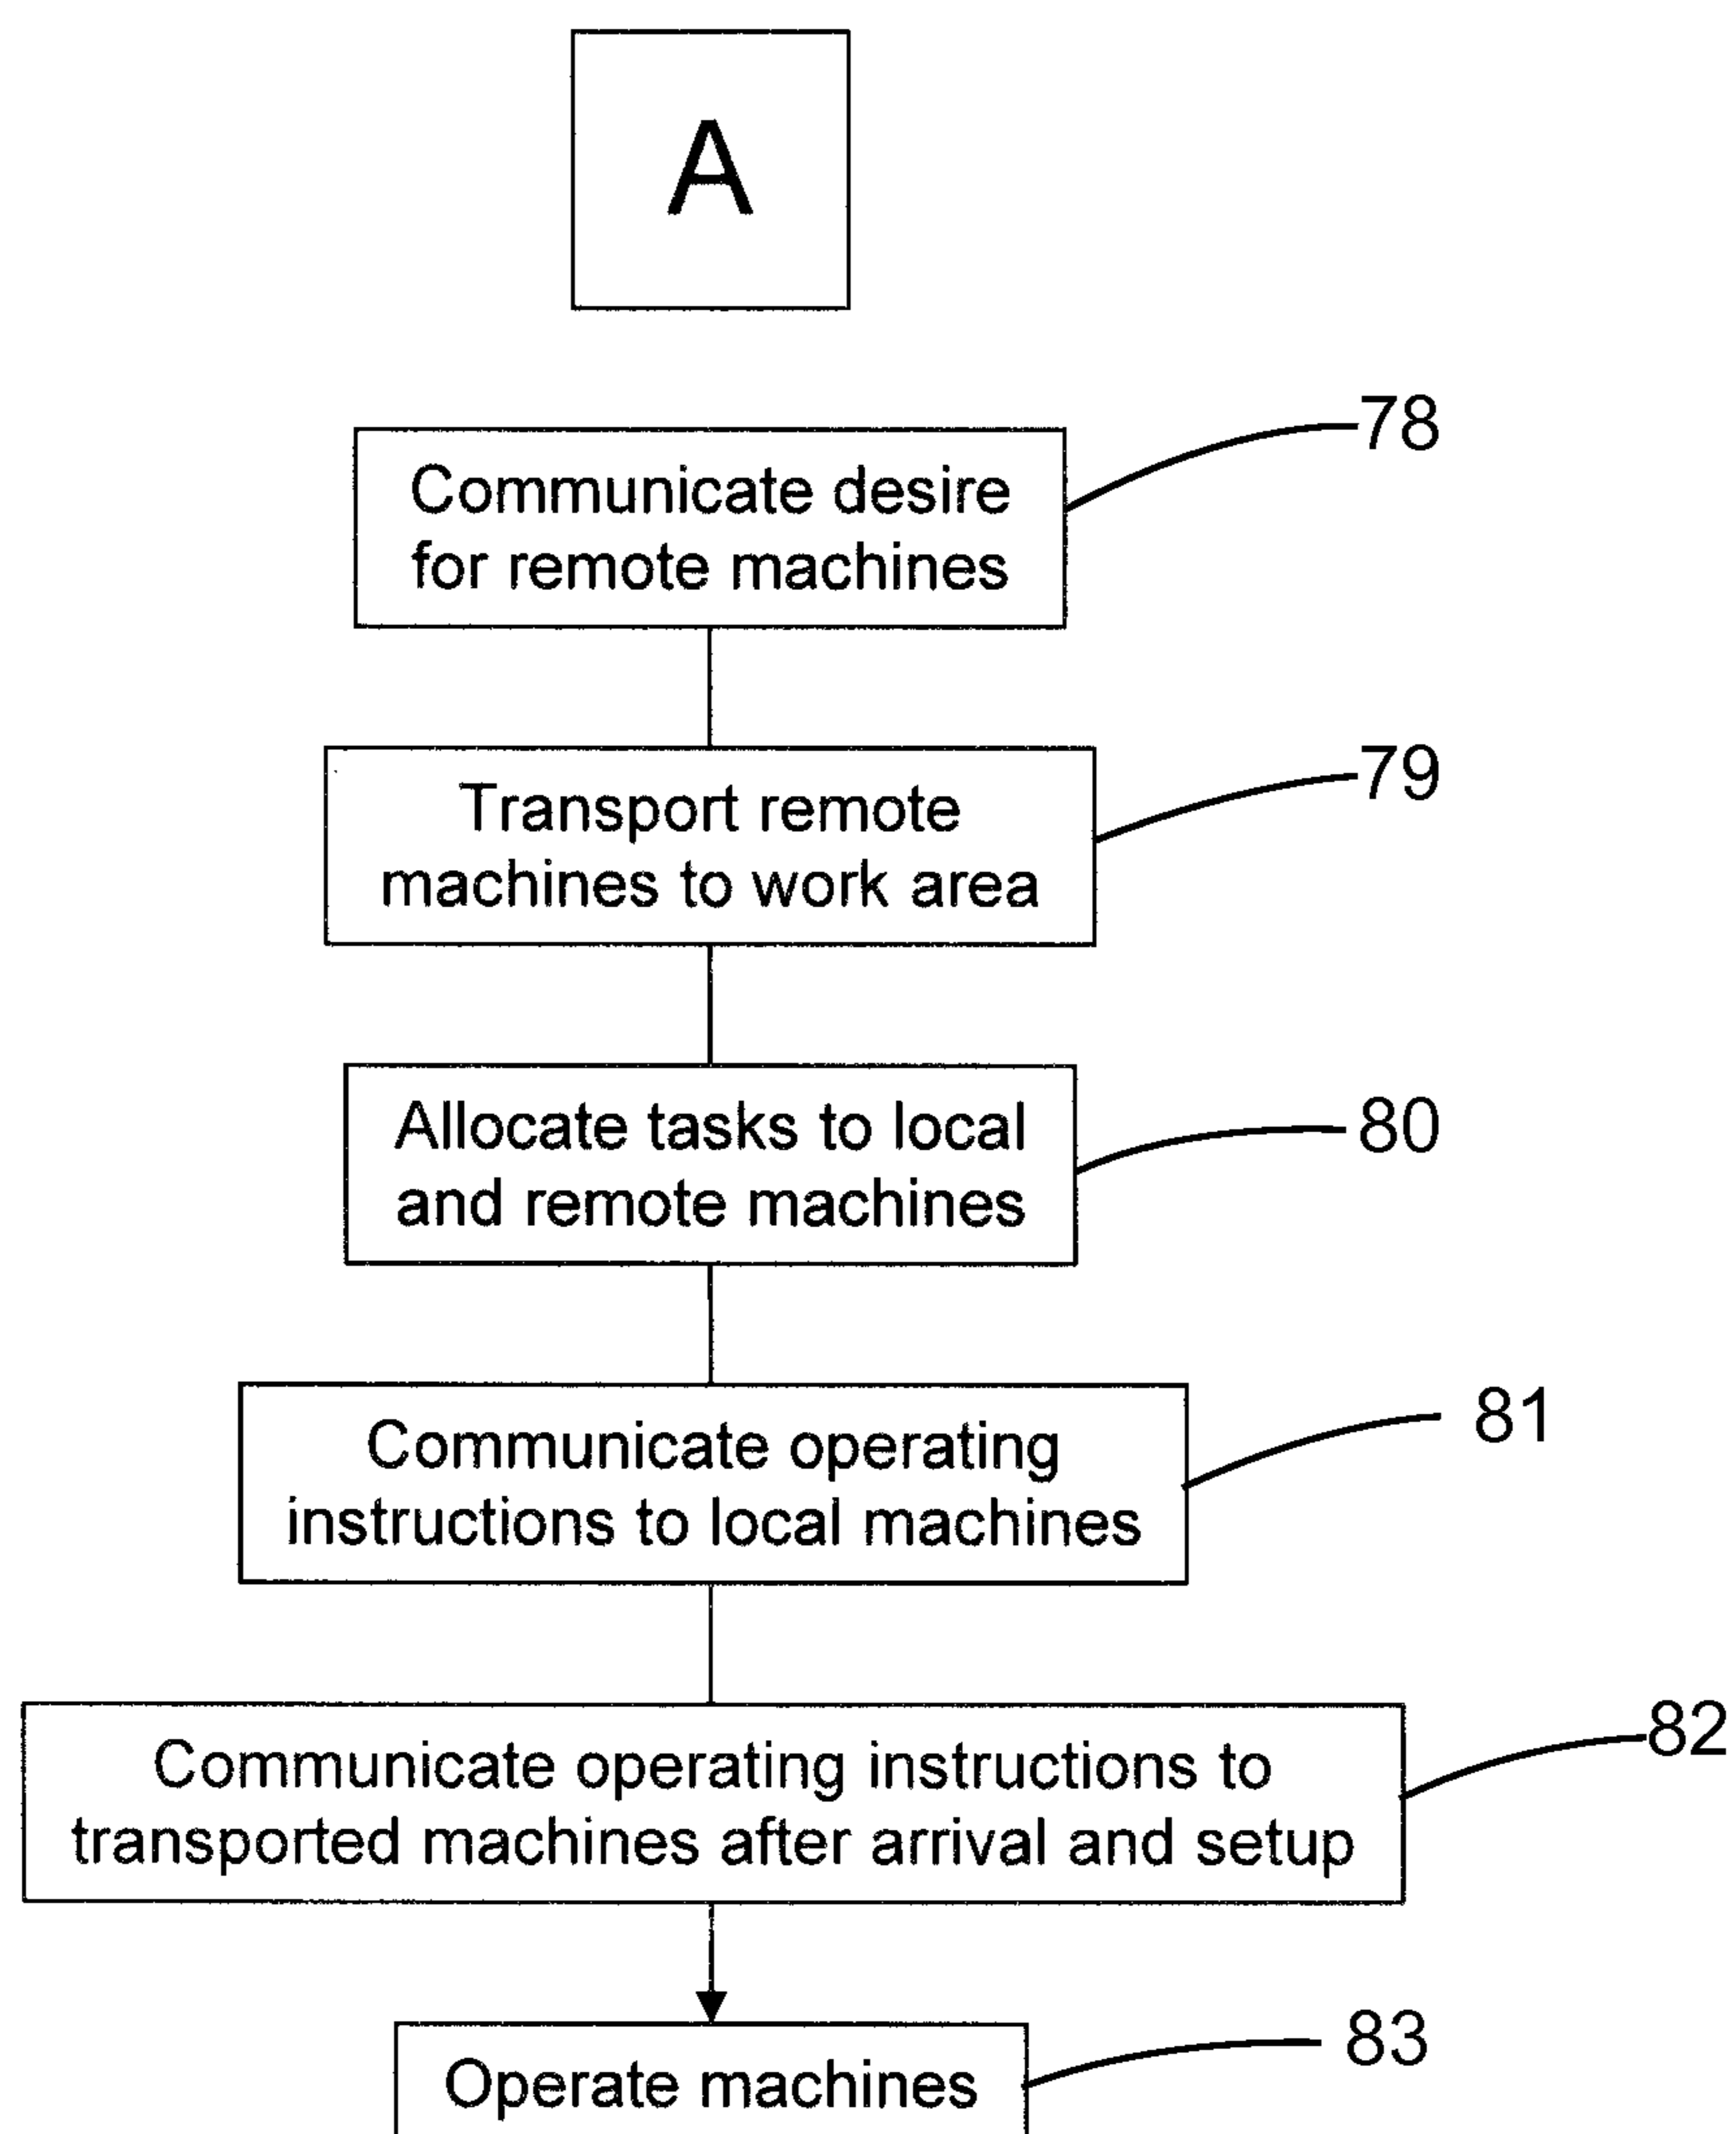 A
78
Communicate desire
for remote machines
79
Transport remote
machines to work area
80
Allocate tasks to local
and remote machines
81
Communicate operating
instructions to local machines
82
Communicate operating instructions to
transported machines after arrival and setup
83
Operate machines